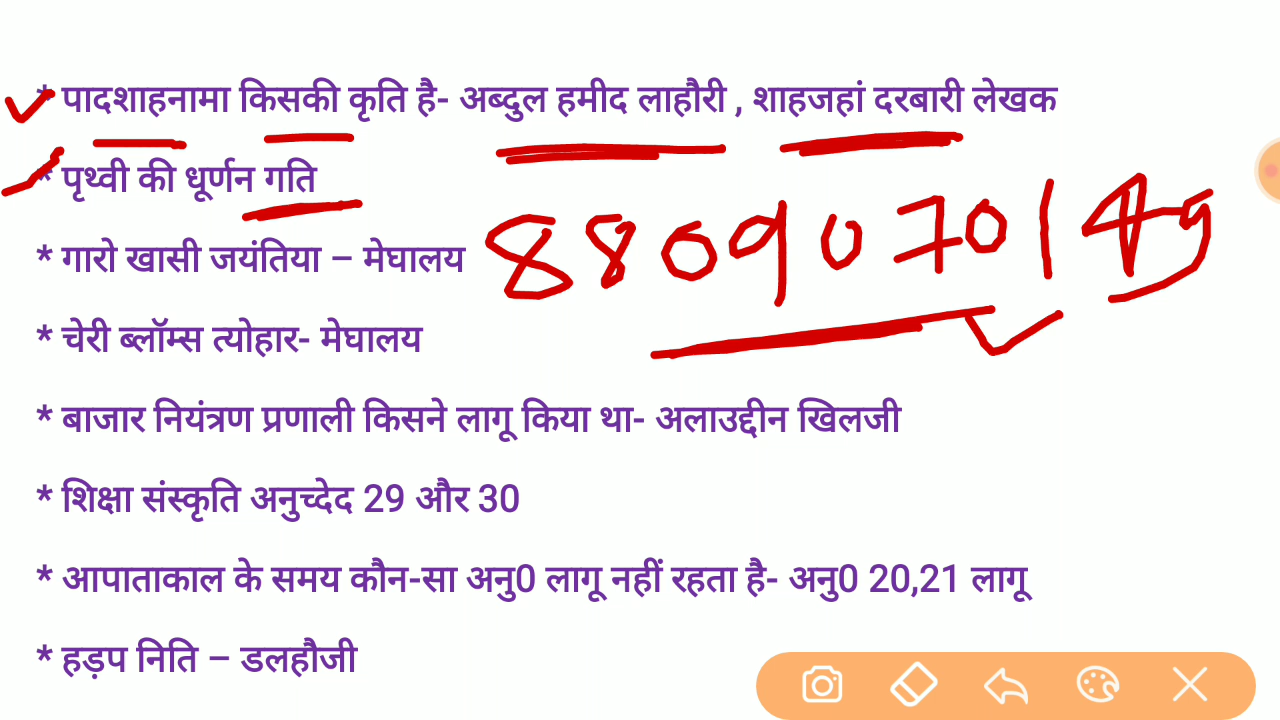 * पादशाहनामा किसकी कृति है- अब्दुल हमीद लाहौरी , शाहजहां दरबारी लेखक
* पृथ्वी की धूर्णन गति
8809070149
* गारो खासी जयंतिया – मेघालय
* चेरी ब्लॉम्स त्योहार- मेघालय
* बाजार नियंत्रण प्रणाली किसने लागू किया था- अलाउद्दीन खिलजी
* शिक्षा संस्कृति अनुच्देद 29 और 30
* आपाताकाल के समय कौन-सा अनु0 लागू नहीं रहता है- अनु0 20,21 लागू
* हड़प निति – डलहौजी